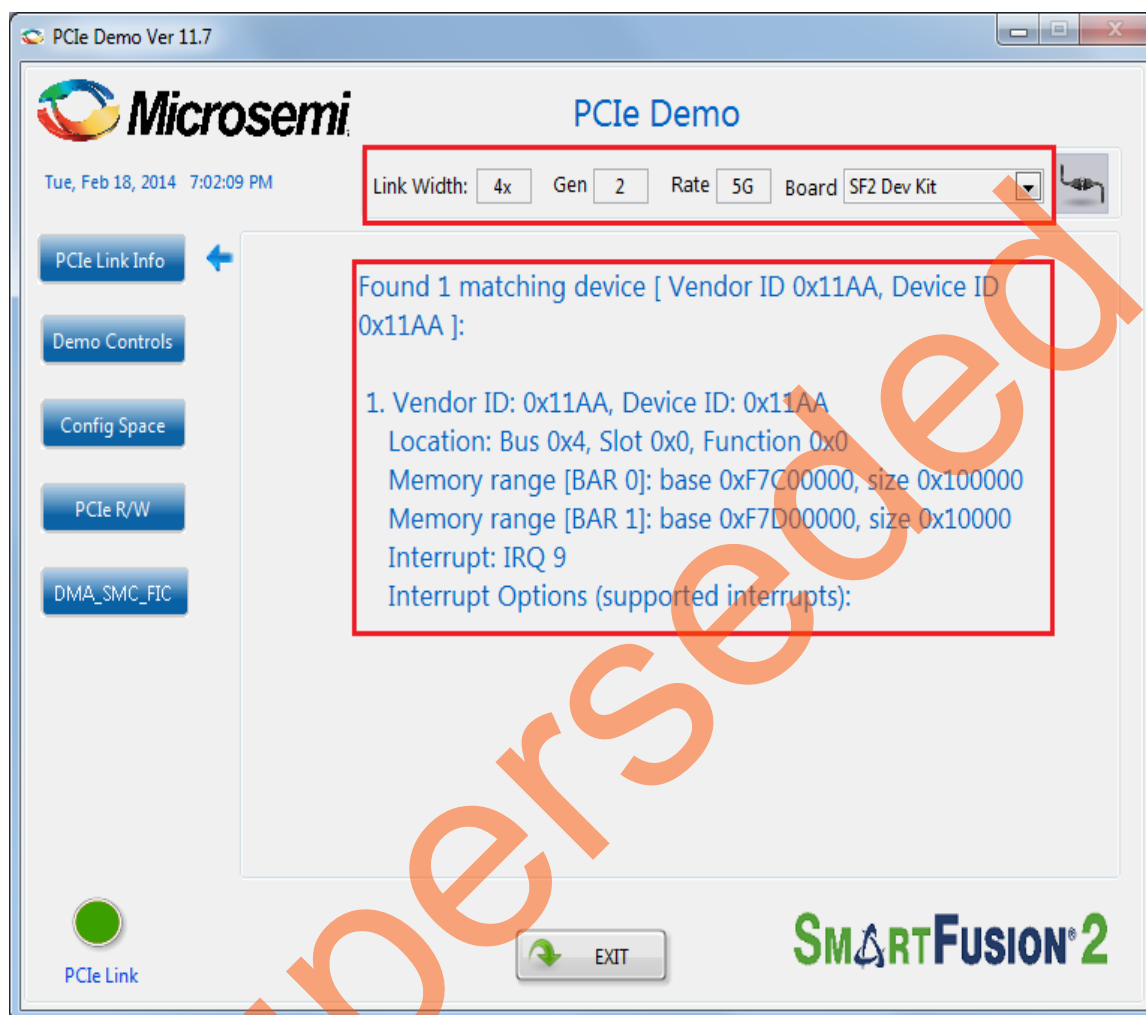 PCIe Demo Ver 11.7
Microsemi
PCIe Demo
Tue, Feb 18, 2014 7:02:09 PM
Link Width: 4x Gen 2 Rate 5G Board SF2 Dev Kit
PCIe Link Info
Demo Controls
Config Space
PCIe R/W
DMA_SMC_FIC
Found 1 matching device [ Vendor ID 0x11AA, Device ID
0x11AA ]:
1. Vendor ID: 0x11AA, Device ID: 0x11AA
Location: Bus 0x4, Slot 0x0, Function 0x0
Memory range [BAR 0]: base 0xF7C00000, size 0x100000
Memory range [BAR 1]: base 0xF7D00000, size 0x10000
Interrupt: IRQ 9
Interrupt Options (supported interrupts):
perseded
PCIe Link
EXIT
SMARTFUSION®2